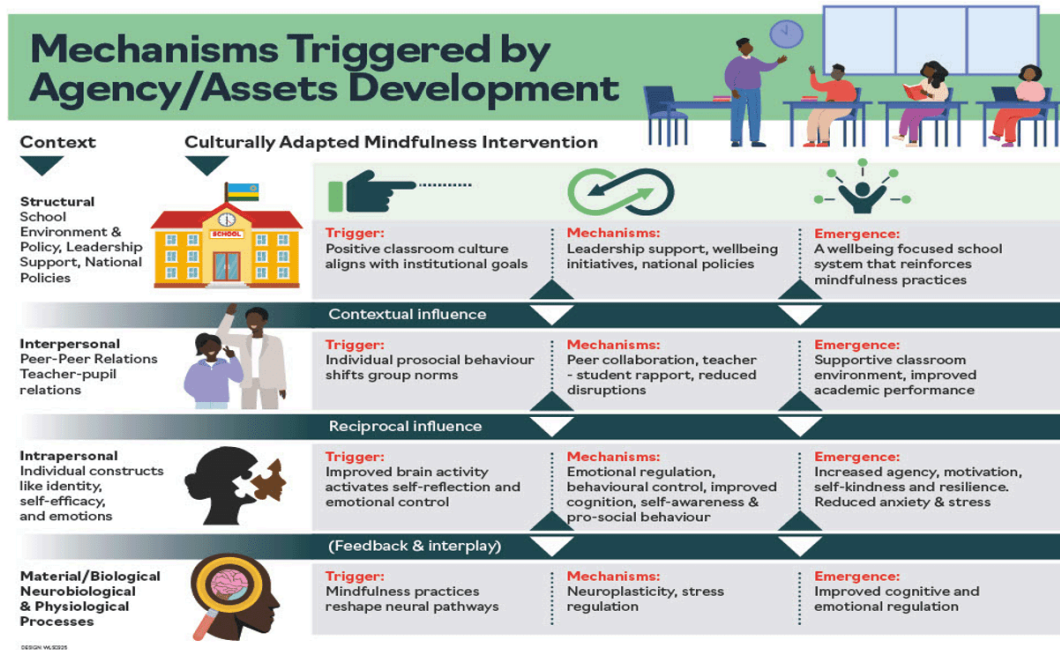 Mechanisms Triggered by
Agency/Assets Development
Context
Culturally Adapted Mindfulness Intervention
Structural
School
Environment &
Policy, Leadership
Support, National
Policies
SCHOOL
Trigger:
Positive classroom culture
aligns with institutional goals
Mechanisms:
Leadership support, wellbeing
initiatives, national policies
Emergence:
A wellbeing focused school
system that reinforces
mindfulness practices
Contextual influence
Interpersonal
Peer-Peer Relations
Teacher-pupil
relations
Trigger:
Individual prosocial behaviour
shifts group norms
Mechanisms:
Peer collaboration, teacher
- student rapport, reduced
disruptions
Emergence:
Supportive classroom
environment, improved
academic performance
Reciprocal influence
Intrapersonal
Individual constructs
like identity,
self-efficacy,
and emotions
Trigger:
Improved brain activity
activates self-reflection and
emotional control
Mechanisms:
Emotional regulation,
behavioural control, improved
cognition, self-awareness &
pro-social behaviour
Emergence:
Increased agency, motivation,
self-kindness and resilience.
Reduced anxiety & stress
(Feedback & interplay)
Material/Biological
Neurobiological
& Physiological
Processes
Trigger:
Mindfulness practices
reshape neural pathways
Mechanisms:
Neuroplasticity, stress
regulation
Emergence:
Improved cognitive and
emotional regulation
DESIGN: